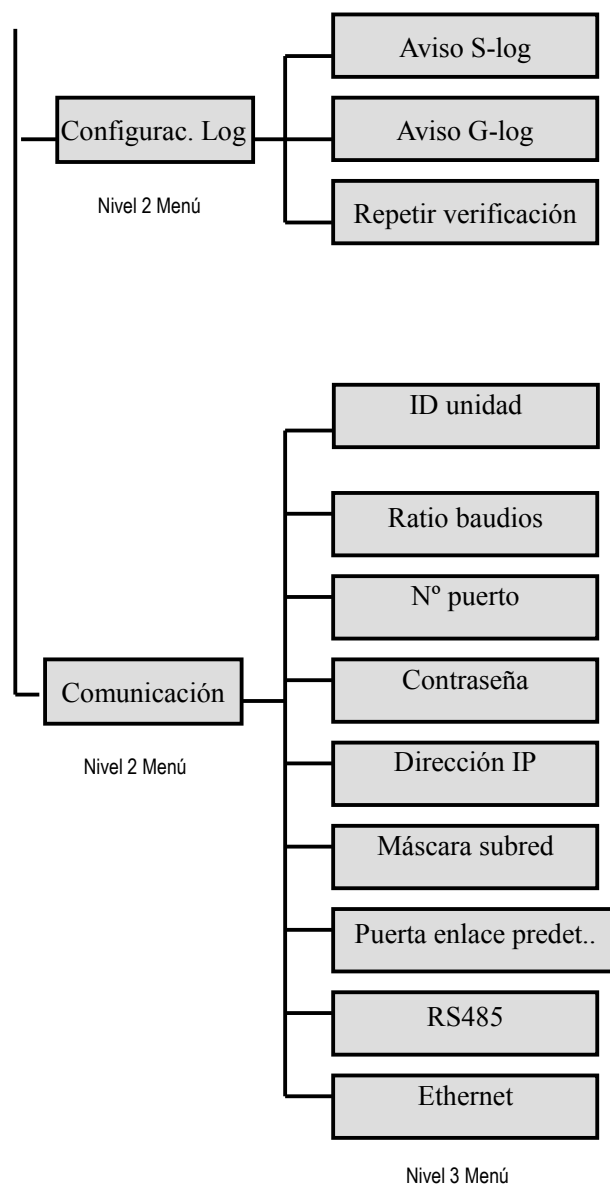 Aviso S-log
Configurac. Log
Aviso G-log
Nivel 2 Menú
Repetir verificación
ID unidad
Ratio baudios
Nº puerto
Comunicación
Contraseña
Nivel 2 Menú
Dirección IP
Máscara subred
Puerta enlace predet..
RS485
Ethernet
Nivel 3 Menú